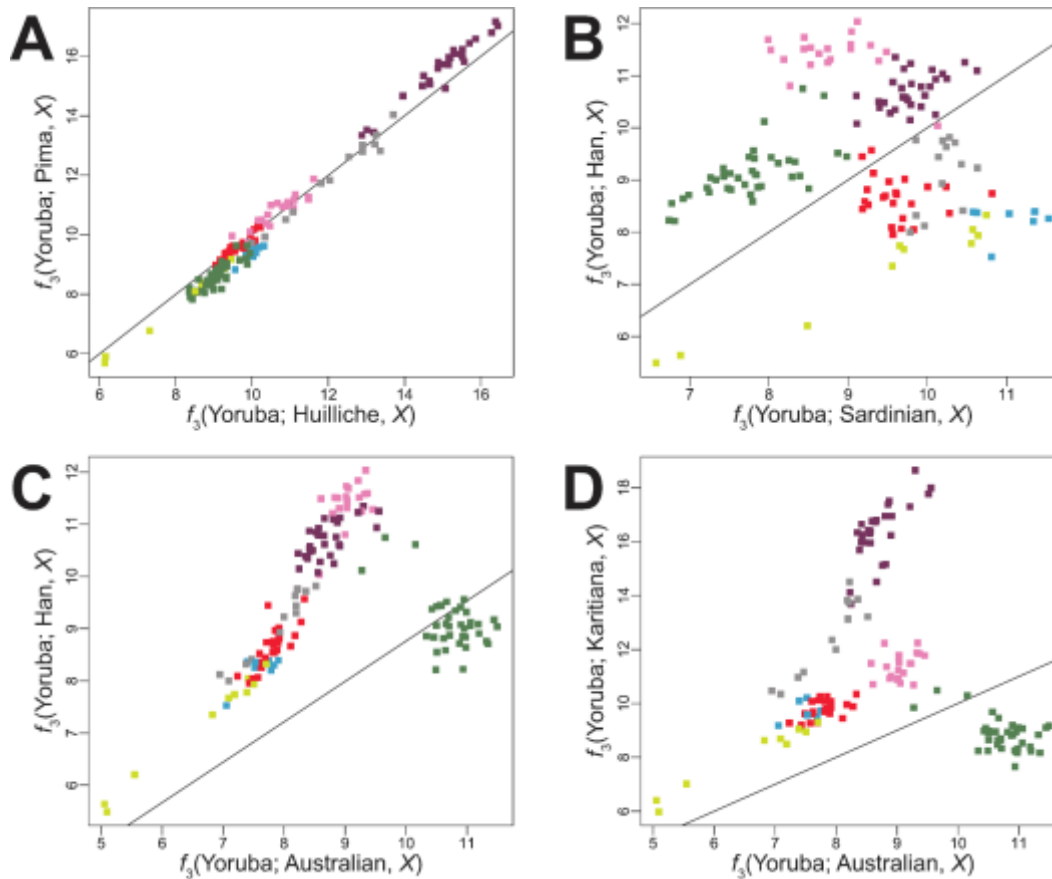 A
f3(Yoruba; Pima, X)
16
14
12
10
8
6
6 8 10 12 14 16
f3(Yoruba; Huilliche, X)
B
f3(Yoruba; Han, X)
12
11
10
9
8
7
6
7 8 9 10 11
f3(Yoruba; Sardinian, X)
C
f3(Yoruba; Han, X)
12
11
10
9
8
7
6
5 6 7 8 9 10 11
f3(Yoruba; Australian, X)
D
f3(Yoruba; Karitiana, X)
18
16
14
12
10
8
6
5 6 7 8 9 10 11
f3(Yoruba; Australian, X)